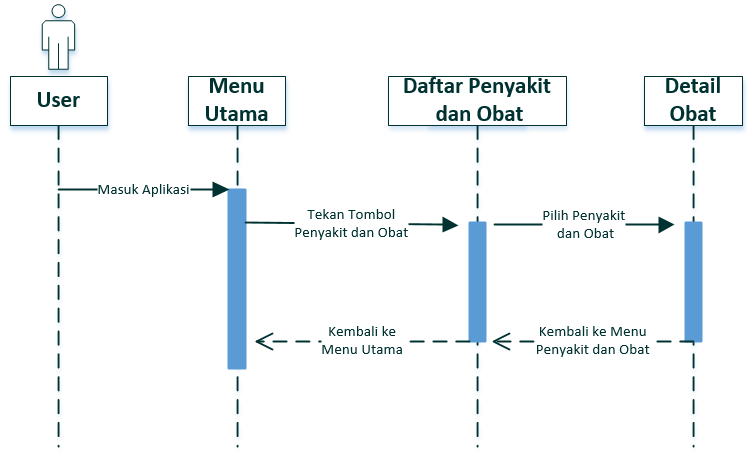 User
Menu
Utama
Daftar Penyakit
dan Obat
Detail
Obat
Masuk Aplikasi
Tekan Tombol
Penyakit dan Obat
Pilih Penyakit
dan Obat
Kembali ke
Menu Utama
Kembali ke Menu
Penyakit dan Obat